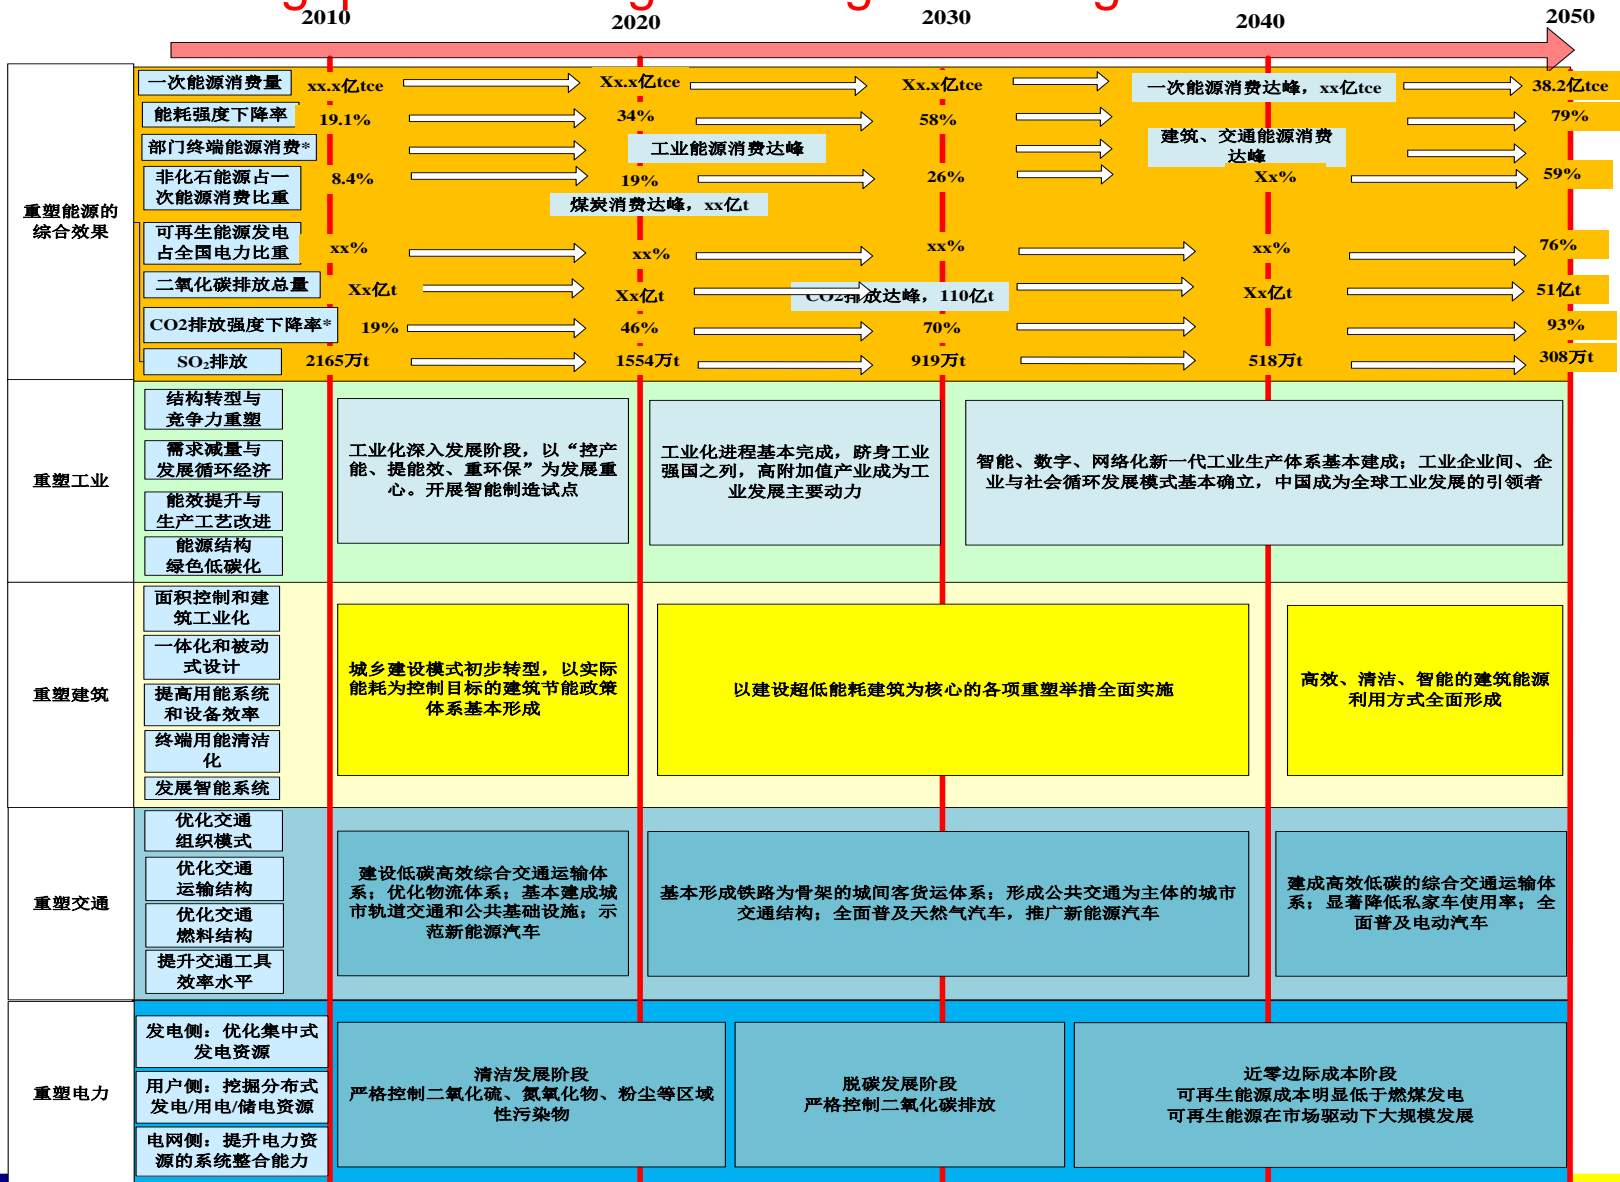 2010
2020
2030
2040
2050
重塑能源的
综合效果
一次能源消费量
xx.x亿tce
Xx.x亿tce
Xx.x亿tce
一次能源消费达峰，xx亿tce
38.2亿tce
能耗强度下降率
19.1%
34%
58%
79%
部门终端能源消费*
工业能源消费达峰
建筑、交通能源消费
达峰
非化石能源占一
次能源消费比重
8.4%
19%
26%
Xx%
59%
煤炭消费达峰，xx亿t
可再生能源发电
占全国电力比重
xx%
xx%
xx%
xx%
76%
二氧化碳排放总量
Xx亿t
Xx亿t
CO2排放达峰，110亿t
Xx亿t
51亿t
CO2排放强度下降率*
19%
46%
70%
93%
SO₂排放
2165万t
1554万t
919万t
518万t
308万t
重塑工业
结构转型与
竞争力重塑
需求减量与
发展循环经济
能效提升与
生产工艺改进
能源结构
绿色低碳化
工业化深入发展阶段，以“控产
能、提能效、重环保”为发展重
心。开展智能制造试点
工业化进程基本完成，跻身工业
强国之列，高附加值产业成为工
业发展主要动力
智能、数字、网络化新一代工业生产体系基本建成；工业企业间、企
业与社会循环发展模式基本确立，中国成为全球工业发展的引领者
重塑建筑
面积控制和建
筑工业化
一体化和被动
式设计
提高用能系统
和设备效率
终端用能清洁
化
发展智能系统
城乡建设模式初步转型，以实际
能耗为控制目标的建筑节能政策
体系基本形成
以建设超低能耗建筑为核心的各项重塑举措全面实施
高效、清洁、智能的建筑能源
利用方式全面形成
重塑交通
优化交通
组织模式
优化交通
运输结构
优化交通
燃料结构
提升交通工具
效率水平
建设低碳高效综合交通运输体
系；优化物流体系；基本建成城
市轨道交通和公共基础设施；示
范新能源汽车
基本形成铁路为骨架的城间客货运体系；形成公共交通为主体的城市
交通结构；全面普及天然气汽车，推广新能源汽车
建成高效低碳的综合交通运输体
系；显著降低私家车使用率；全
面普及电动汽车
重塑电力
发电侧：优化集中式
发电资源
用户侧：挖掘分布式
发电/用电/储电资源
电网侧：提升电力资
源的系统整合能力
清洁发展阶段
严格控制二氧化硫、氮氧化物、粉尘等区域
性污染物
脱碳发展阶段
严格控制二氧化碳排放
近零边际成本阶段
可再生能源成本明显低于燃煤发电
可再生能源在市场驱动下大规模发展